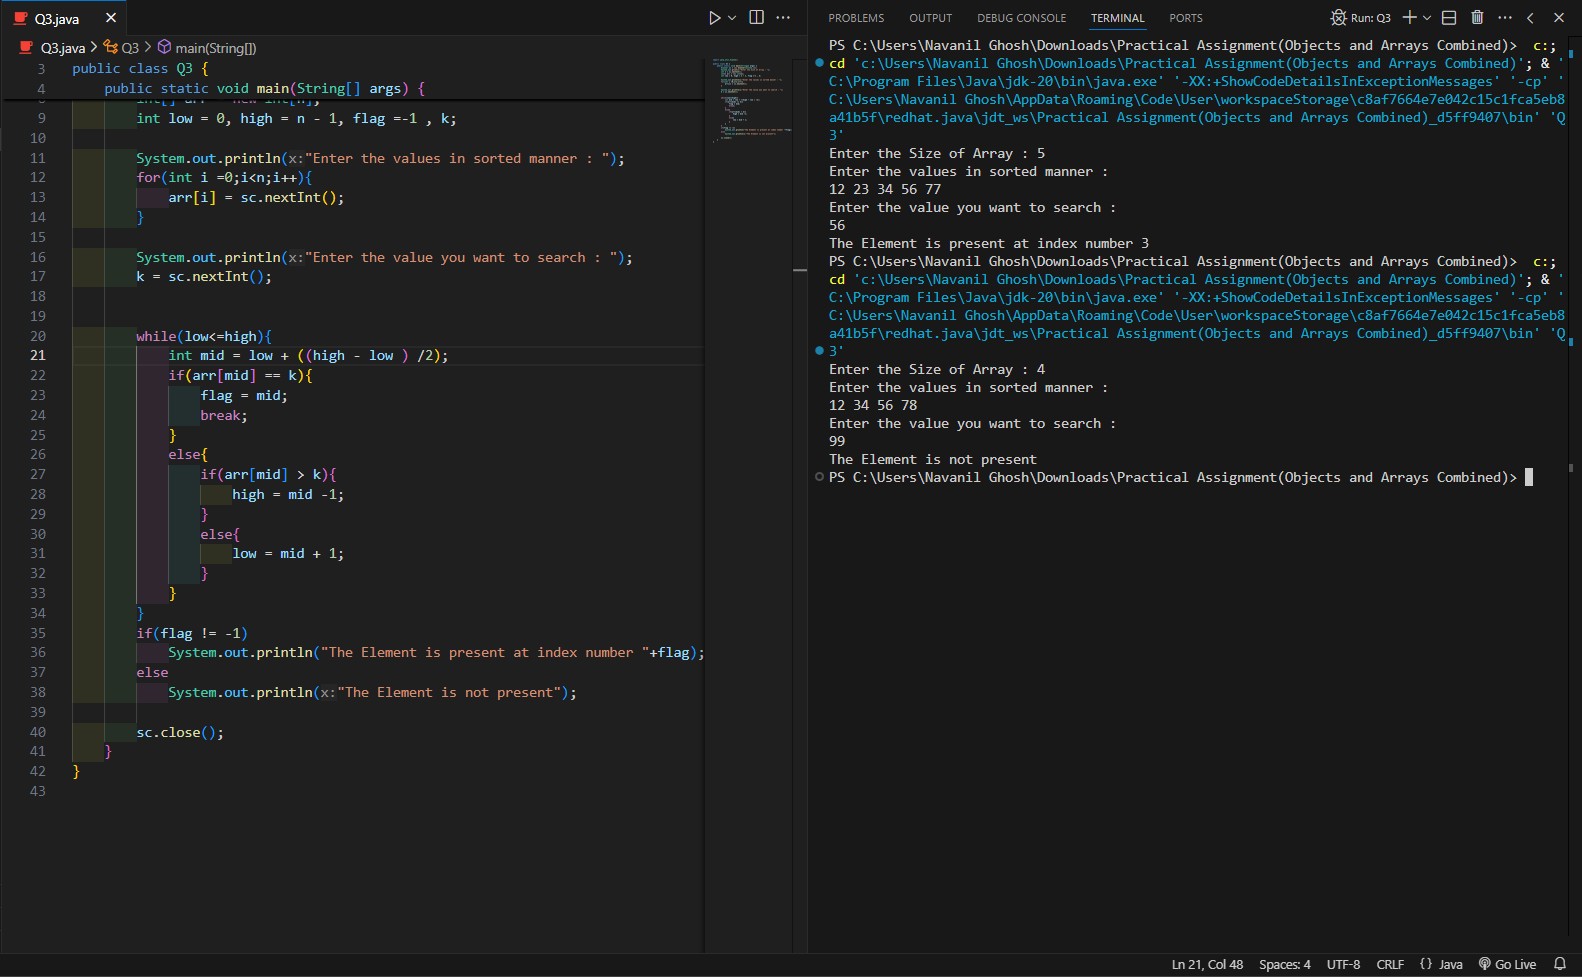 Q3.java
Q3.java > Q3 > main(String[])
3 public class Q3 {
4 public static void main(String[] args) {
9 int low = 0, high = n - 1, flag =-1 , k;
10
11 System.out.println(x:"Enter the values in sorted manner : ");
12 for(int i =0;i<n;i++){
13 arr[i] = sc.nextInt();
14 }
15
16 System.out.println(x:"Enter the value you want to search : ");
17 k = sc.nextInt();
18
19
20 while(low<=high){
21 int mid = low + ((high - low ) /2);
22 if(arr[mid] == k){
23 flag = mid;
24 break;
25 }
26 else{
27 if(arr[mid] > k){
28 high = mid -1;
29 }
30 else{
31 low = mid + 1;
32 }
33 }
34 }
35 if(flag != -1)
36 System.out.println("The Element is present at index number "+flag);
37 else
38 System.out.println(x:"The Element is not present");
39
40 sc.close();
41 }
42 }
43
PROBLEMS OUTPUT DEBUG CONSOLE TERMINAL PORTS Run: Q3
PS C:\Users\Navanil Ghosh\Downloads\Practical Assignment(Objects and Arrays Combined)> c:;
cd 'c:\Users\Navanil Ghosh\Downloads\Practical Assignment(Objects and Arrays Combined)'; & '
C:\Program Files\Java\jdk-20\bin\java.exe' '-XX:+ShowCodeDetailsInExceptionMessages' '-cp' '
C:\Users\Navanil Ghosh\AppData\Roaming\Code\User\workspaceStorage\c8af7664e7e042c15c1fca5eb8
a41b5f\redhat.java\jdt_ws\Practical Assignment(Objects and Arrays Combined)_d5ff9407\bin' 'Q
3'
Enter the Size of Array : 5
Enter the values in sorted manner :
12 23 34 56 77
Enter the value you want to search :
56
The Element is present at index number 3
PS C:\Users\Navanil Ghosh\Downloads\Practical Assignment(Objects and Arrays Combined)> c:;
cd 'c:\Users\Navanil Ghosh\Downloads\Practical Assignment(Objects and Arrays Combined)'; & '
C:\Program Files\Java\jdk-20\bin\java.exe' '-XX:+ShowCodeDetailsInExceptionMessages' '-cp' '
C:\Users\Navanil Ghosh\AppData\Roaming\Code\User\workspaceStorage\c8af7664e7e042c15c1fca5eb8
a41b5f\redhat.java\jdt_ws\Practical Assignment(Objects and Arrays Combined)_d5ff9407\bin' 'Q
3'
Enter the Size of Array : 4
Enter the values in sorted manner :
12 34 56 78
Enter the value you want to search :
99
The Element is not present
PS C:\Users\Navanil Ghosh\Downloads\Practical Assignment(Objects and Arrays Combined)>
Ln 21, Col 48 Spaces: 4 UTF-8 CRLF {} Java Go Live